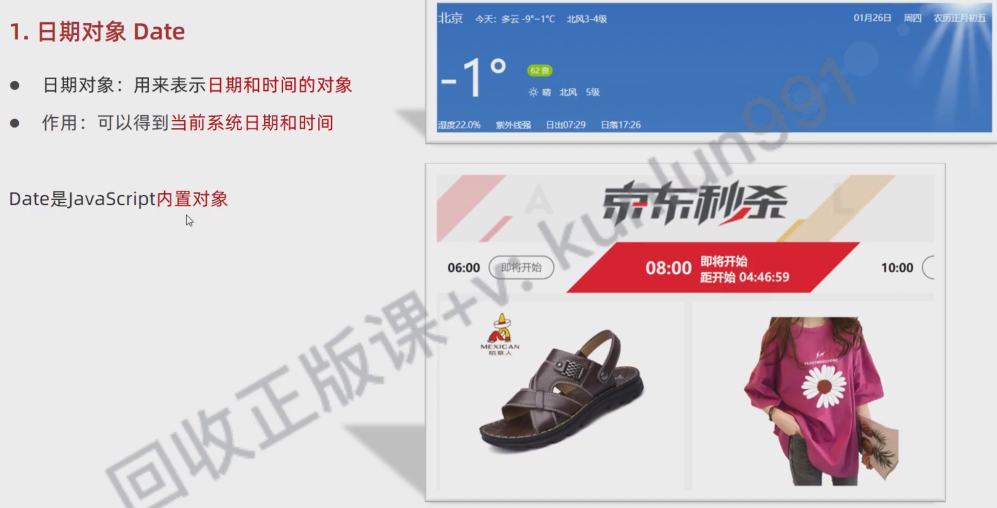 1. 日期对象 Date
● 日期对象：用来表示日期和时间的对象
● 作用：可以得到当前系统日期和时间
Date是JavaScript内置对象
北京 今天：多云 -9°~1°C 北风3-4级 01月26日 周四 农历正月初五
-1°
62 良
晴 北风 5级
湿度22.0% 紫外线强 日出07:29 日落17:26
A L
京东秒杀
06:00 即将开始
08:00 即将开始
距开始 04:46:59
10:00
MEXICAN
稻草人
回收正版课+v: kunlun991